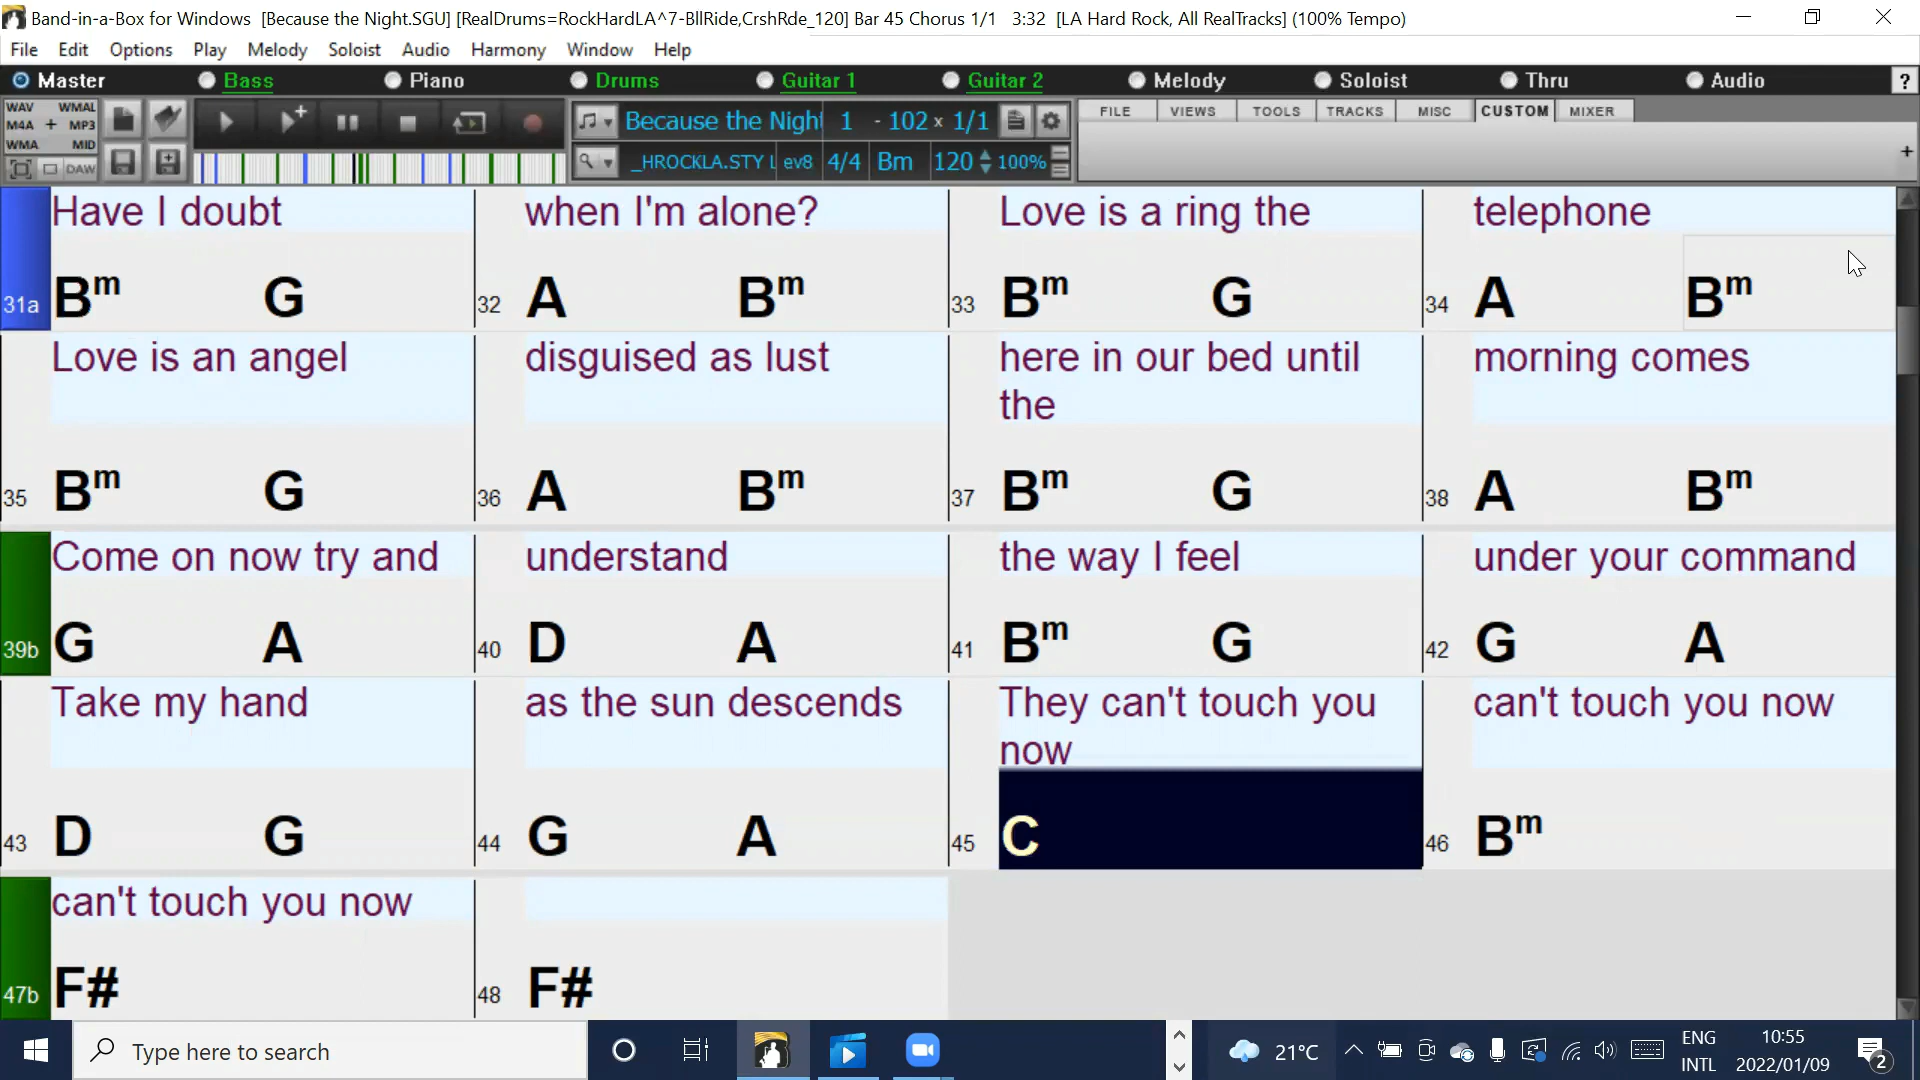 Band-in-a-Box for Windows [Because the Night.SGU] [RealDrums=RockHardLA^7-BllRide,CrshRde_120] Bar 45 Chorus 1/1 3:32 [LA Hard Rock, All RealTracks] (100% Tempo)
File Edit Options Play Melody Soloist Audio Harmony Window Help
Master Bass Piano Drums Guitar 1 Guitar 2 Melody Soloist Thru Audio ?
WAV WMAL
M4A + MP3
WMA MID
DAW
Because the Nigh 1 - 102 x 1/1
_HROCKLA.STY L ev8 4/4 Bm 120 100%
FILE VIEWS TOOLS TRACKS MISC CUSTOM MIXER
+
Have I doubt when I'm alone? Love is a ring the telephone
31a Bm G 32 A Bm 33 Bm G 34 A Bm
Love is an angel disguised as lust here in our bed until the morning comes
35 Bm G 36 A Bm 37 Bm G 38 A Bm
Come on now try and understand the way I feel under your command
39b G A 40 D A 41 Bm G 42 G A
Take my hand as the sun descends They can't touch you now can't touch you now
43 D G 44 G A 45 C 46 Bm
can't touch you now
47b F# 48 F#
Type here to search 21°C ENG INTL 10:55 2022/01/09 2